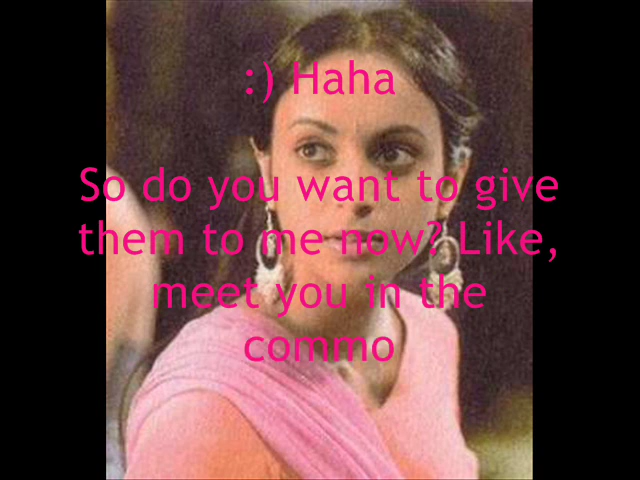 :) Haha
So do you want to give
them to me now? Like,
meet you in the
commo